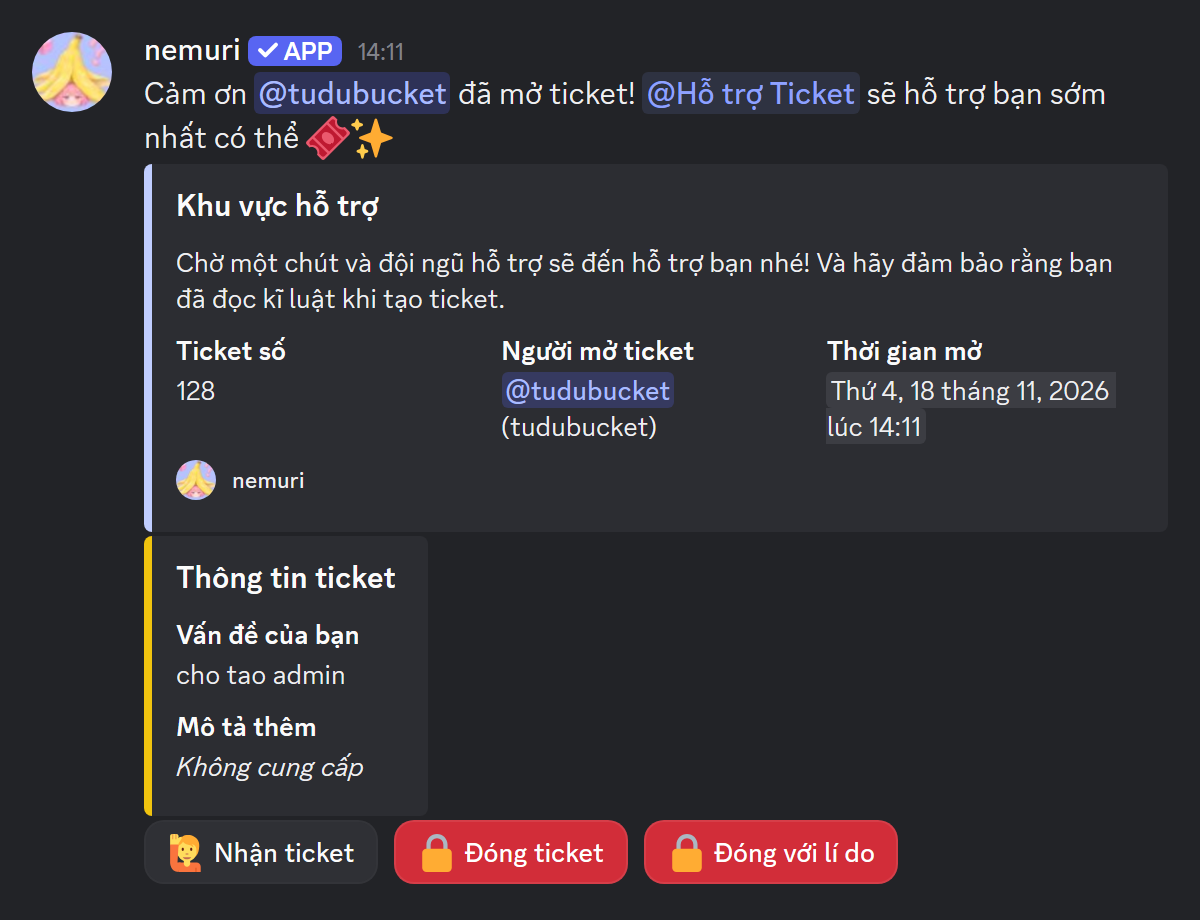 nemuri APP 14:11
Cảm ơn @tudubucket đã mở ticket! @Hỗ trợ Ticket sẽ hỗ trợ bạn sớm
nhất có thể
Khu vực hỗ trợ
Chờ một chút và đội ngũ hỗ trợ sẽ đến hỗ trợ bạn nhé! Và hãy đảm bảo rằng bạn
đã đọc kĩ luật khi tạo ticket.
Ticket số
128
Người mở ticket
@tudubucket
(tudubucket)
Thời gian mở
Thứ 4, 18 tháng 11, 2026
lúc 14:11
nemuri
Thông tin ticket
Vấn đề của bạn
cho tao admin
Mô tả thêm
Không cung cấp
Nhận ticket
Đóng ticket
Đóng với lí do